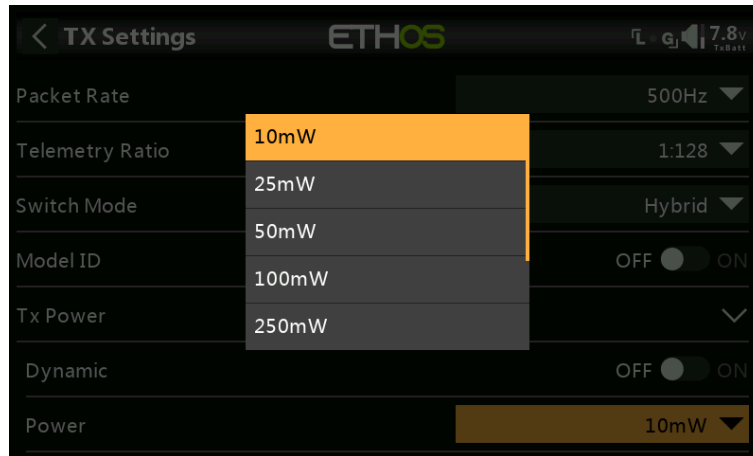 < TX Settings ETHOS L G 7.8v
TxBatt
Packet Rate 500Hz
Telemetry Ratio 1:128
Switch Mode Hybrid
Model ID OFF ON
Tx Power
Dynamic OFF ON
Power 10mW
10mW
25mW
50mW
100mW
250mW